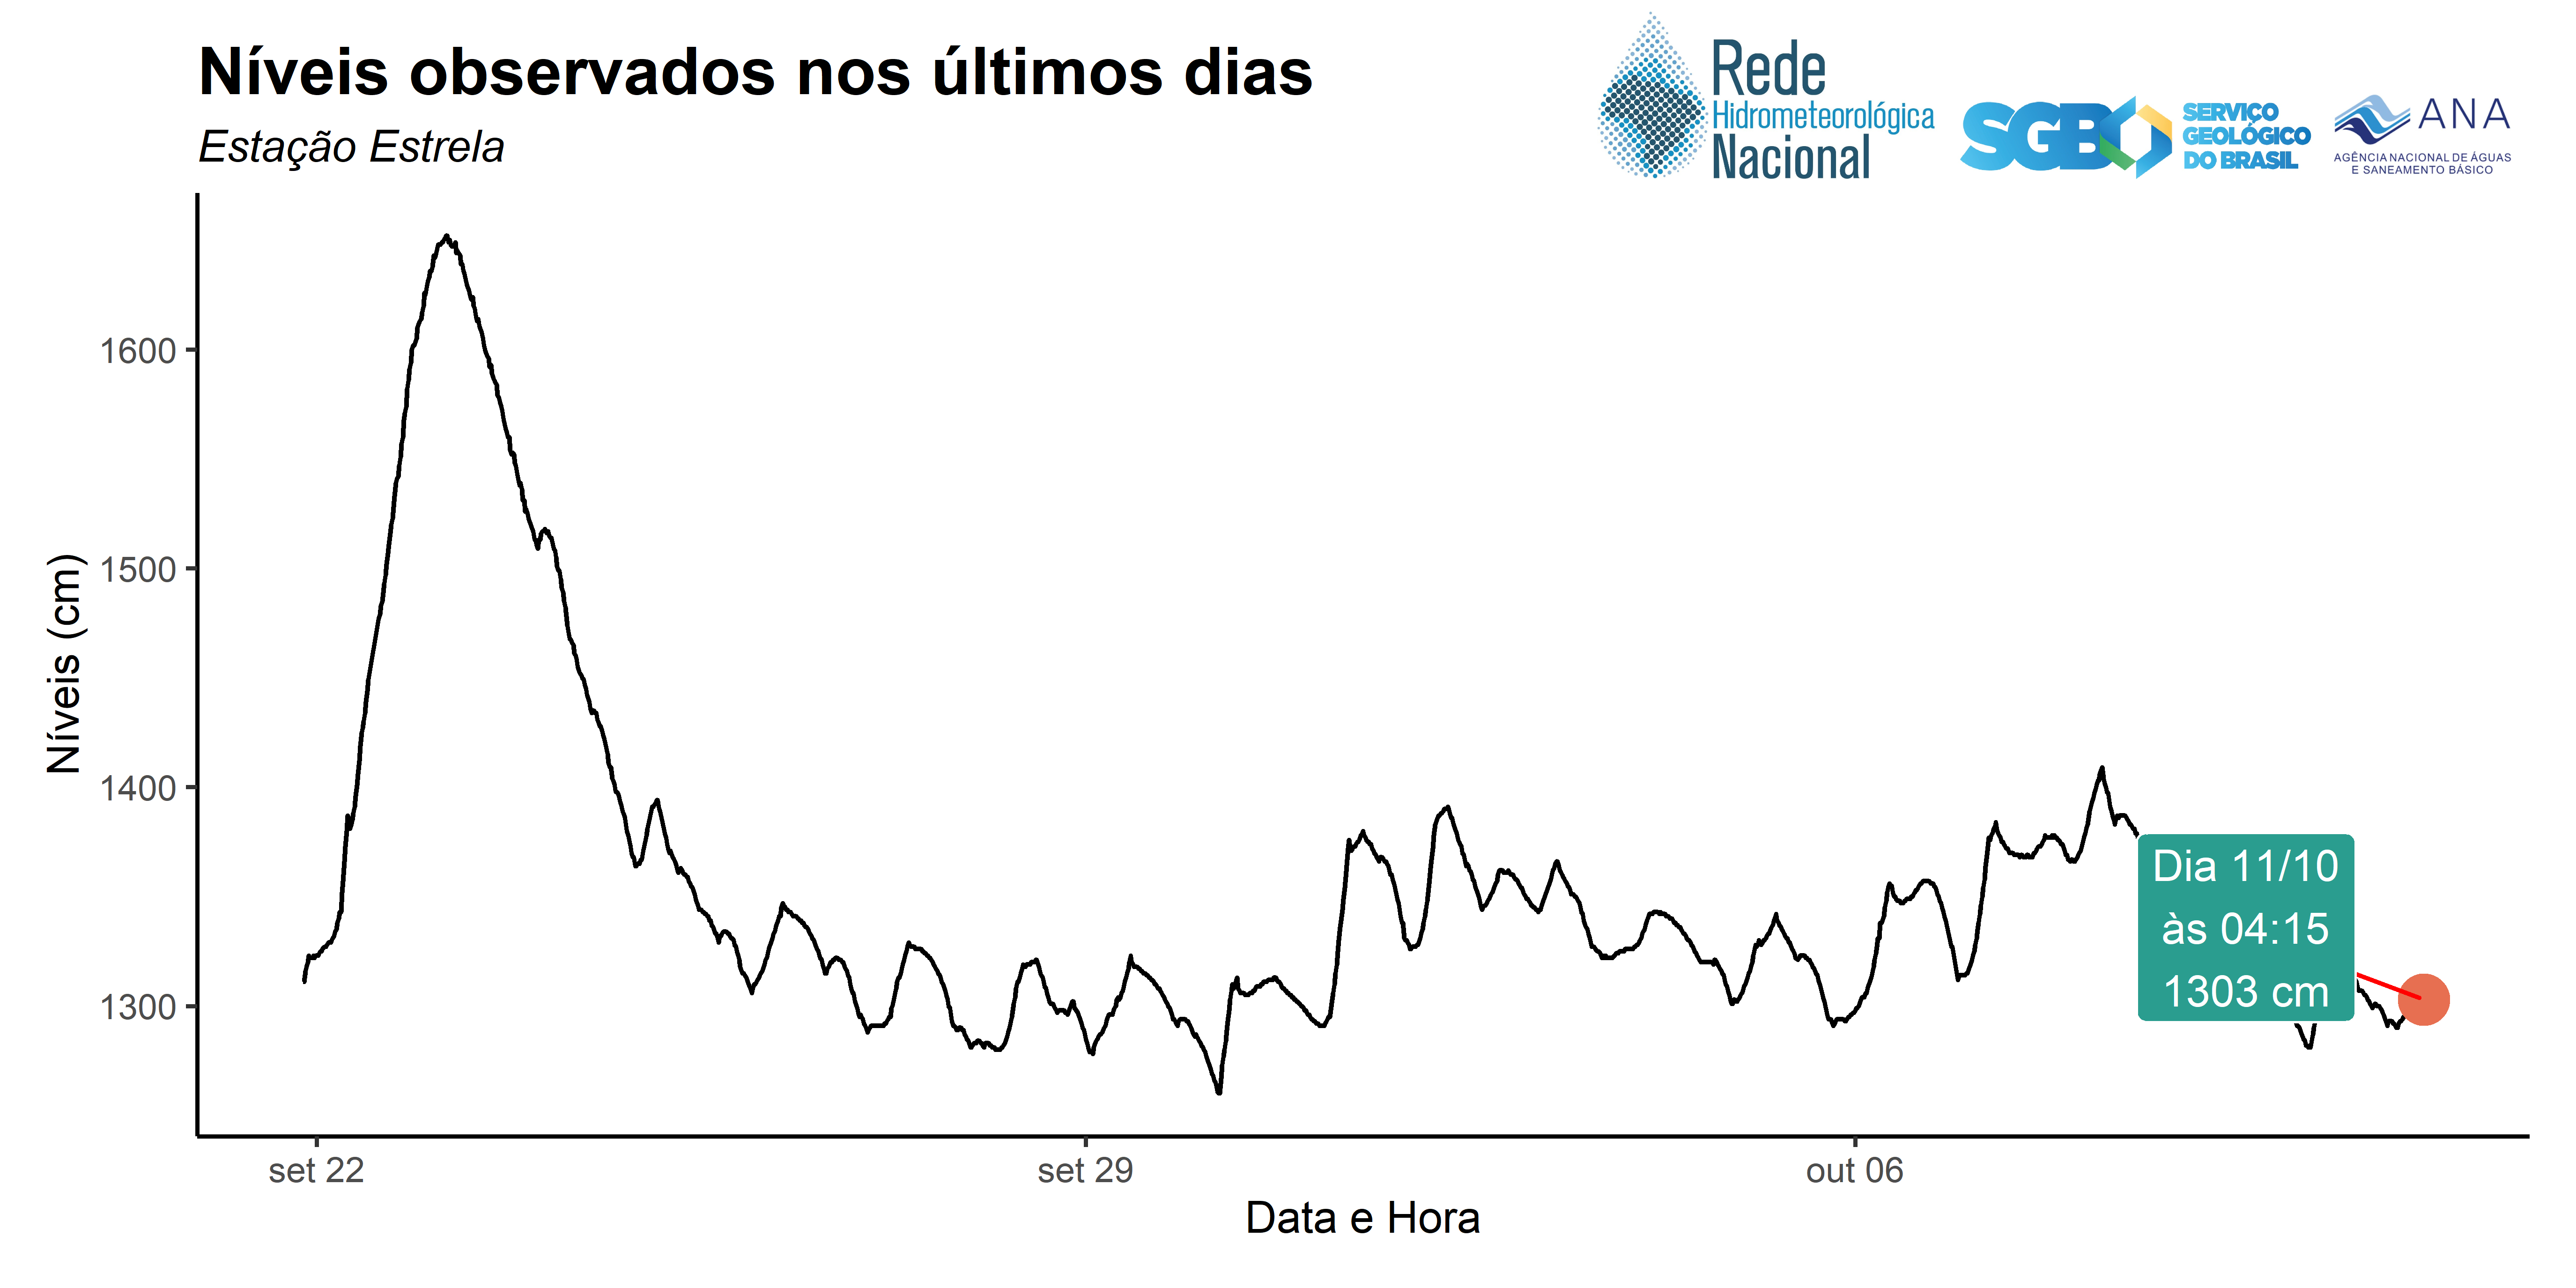 Níveis observados nos últimos dias
Estação Estrela
Rede
Hidrometeorológica
Nacional
SGB
SERVIÇO
GEOLÓGICO
DO BRASIL
ANA
AGÊNCIA NACIONAL DE ÁGUAS
E SANEAMENTO BÁSICO
Níveis (cm)
1600
1500
1400
1300
Dia 11/10
às 04:15
1303 cm
set 22
set 29
out 06
Data e Hora